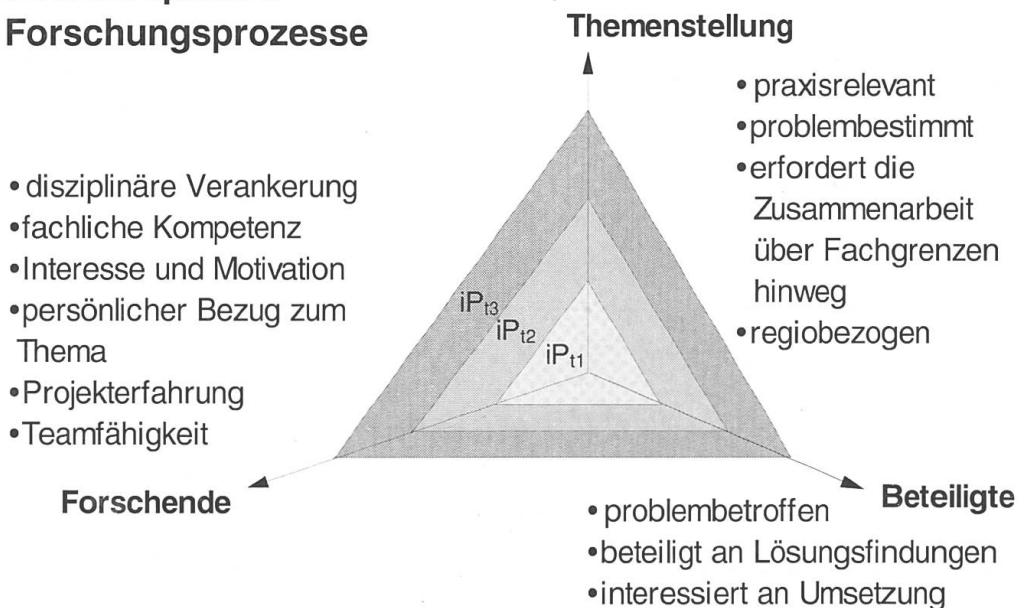 Forschungsprozesse
Themenstellung
• praxisrelevant
•problembestimmt
•erfordert die
Zusammenarbeit
über Fachgrenzen
hinweg
•regiobezogen
• disziplinäre Verankerung
•fachliche Kompetenz
•Interesse und Motivation
•persönlicher Bezug zum
Thema
•Projekterfahrung
•Teamfähigkeit
iPt3
iPt2
iPt1
Forschende
Beteiligte
• problembetroffen
•beteiligt an Lösungsfindungen
•interessiert an Umsetzung